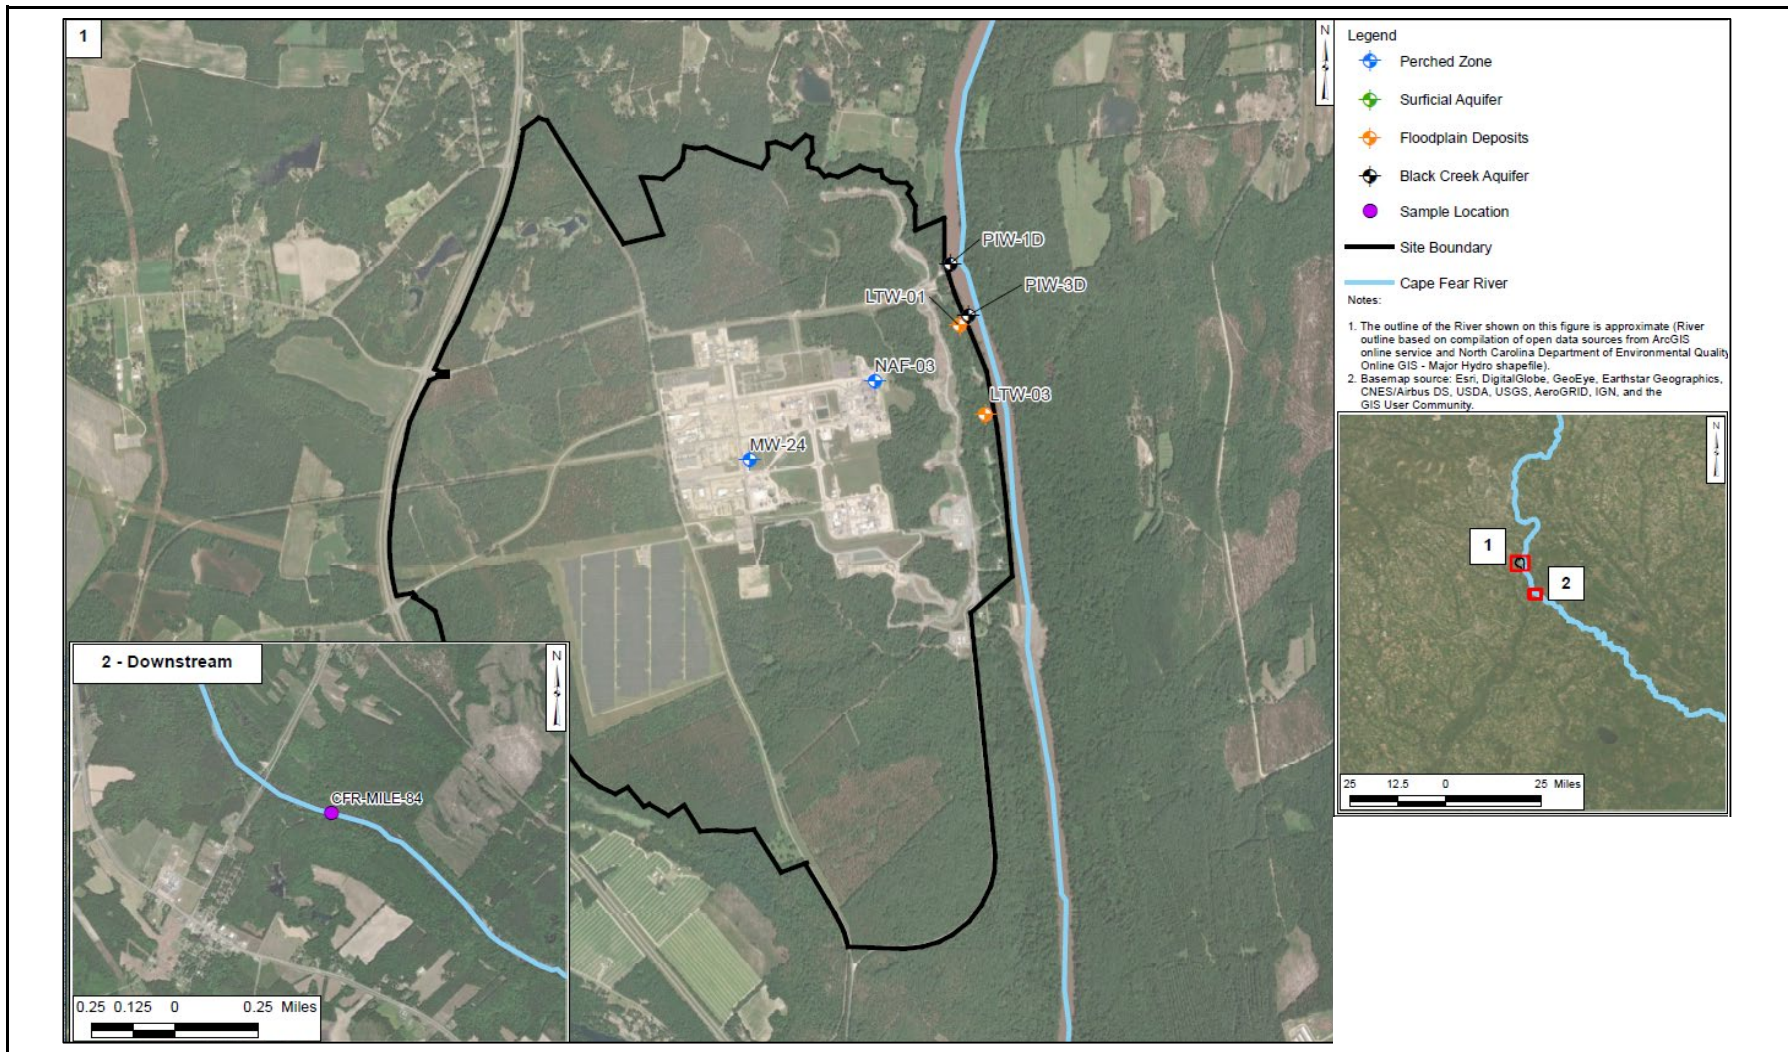 1
N
PIW-1D
PIW-3D
LTW-01
NAF-03
LTW-03
MW-24
2 - Downstream
N
CFR-MILE-84
0.25 0.125 0 0.25 Miles
N
Legend
Perched Zone
Surficial Aquifer
Floodplain Deposits
Black Creek Aquifer
Sample Location
Site Boundary
Cape Fear River
Notes:
1. The outline of the River shown on this figure is approximate (River
outline based on compilation of open data sources from ArcGIS
online service and North Carolina Department of Environmental Quality
Online GIS - Major Hydro shapefile).
2. Basemap source: Esri, DigitalGlobe, GeoEye, Earthstar Geographics,
CNES/Airbus DS, USDA, USGS, AeroGRID, IGN, and the
GIS User Community.
1
2
25 12.5 0 25 Miles